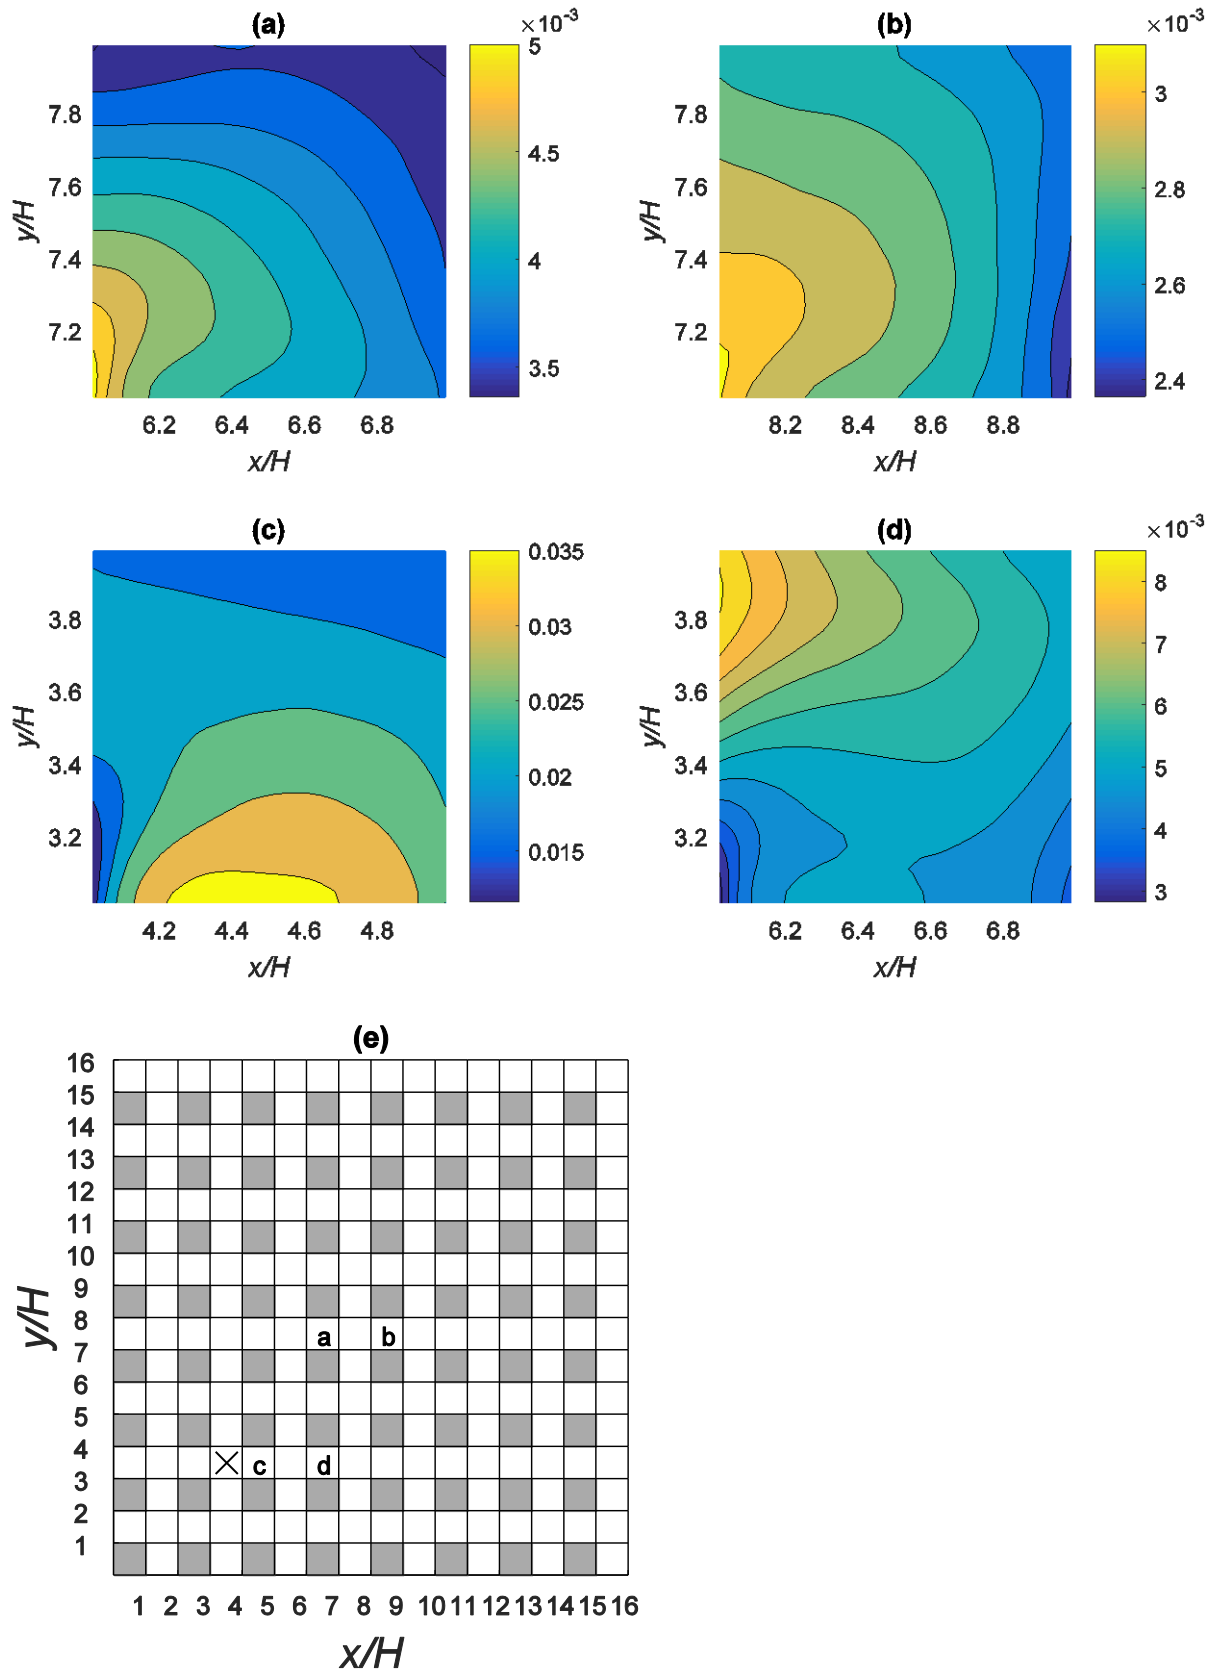 (a)
×10⁻³
5
4.5
4
3.5
7.8
7.6
7.4
7.2
y/H
6.2 6.4 6.6 6.8
x/H
(b)
×10⁻³
3
2.8
2.6
2.4
7.8
7.6
7.4
7.2
y/H
8.2 8.4 8.6 8.8
x/H
(c)
0.035
0.03
0.025
0.02
0.015
3.8
3.6
3.4
3.2
y/H
4.2 4.4 4.6 4.8
x/H
(d)
×10⁻³
8
7
6
5
4
3
3.8
3.6
3.4
3.2
y/H
6.2 6.4 6.6 6.8
x/H
(e)
16
15
14
13
12
11
10
9
8
7
6
5
4
3
2
1
y/H
a b
c d
1 2 3 4 5 6 7 8 9 10 11 12 13 14 15 16
x/H